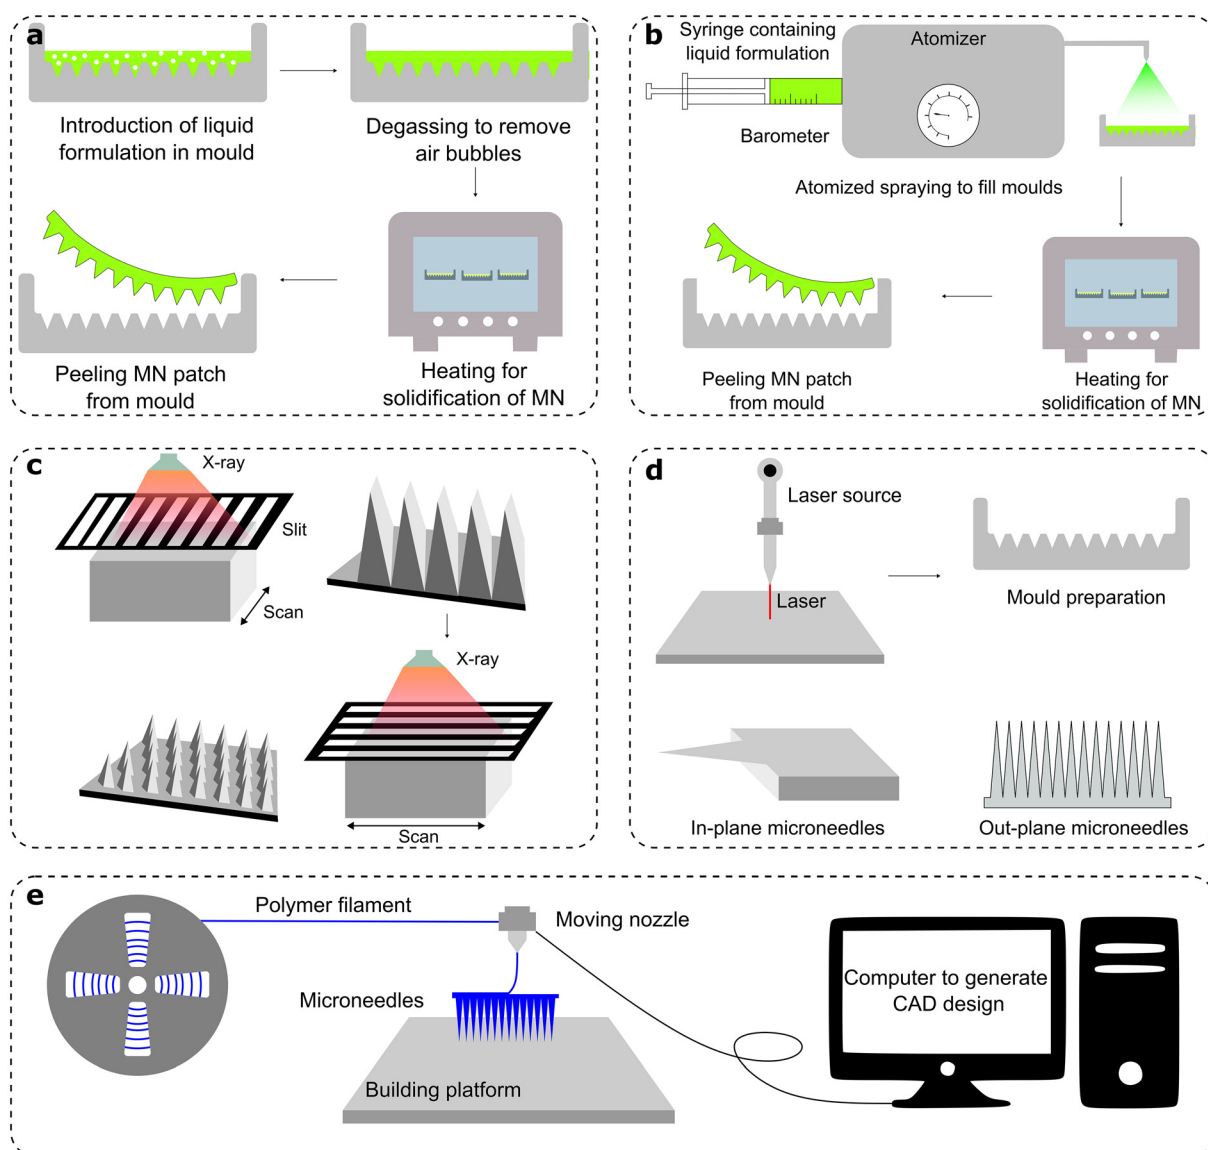 a
Introduction of liquid
formulation in mould
Degassing to remove
air bubbles
Peeling MN patch
from mould
Heating for
solidification of MN
b
Syringe containing
liquid formulation
Atomizer
Barometer
Atomized spraying to fill moulds
Peeling MN patch
from mould
Heating for
solidification of MN
c
X-ray
Slit
Scan
X-ray
Scan
d
Laser source
Laser
Mould preparation
In-plane microneedles
Out-plane microneedles
e
Polymer filament
Moving nozzle
Microneedles
Building platform
Computer to generate
CAD design